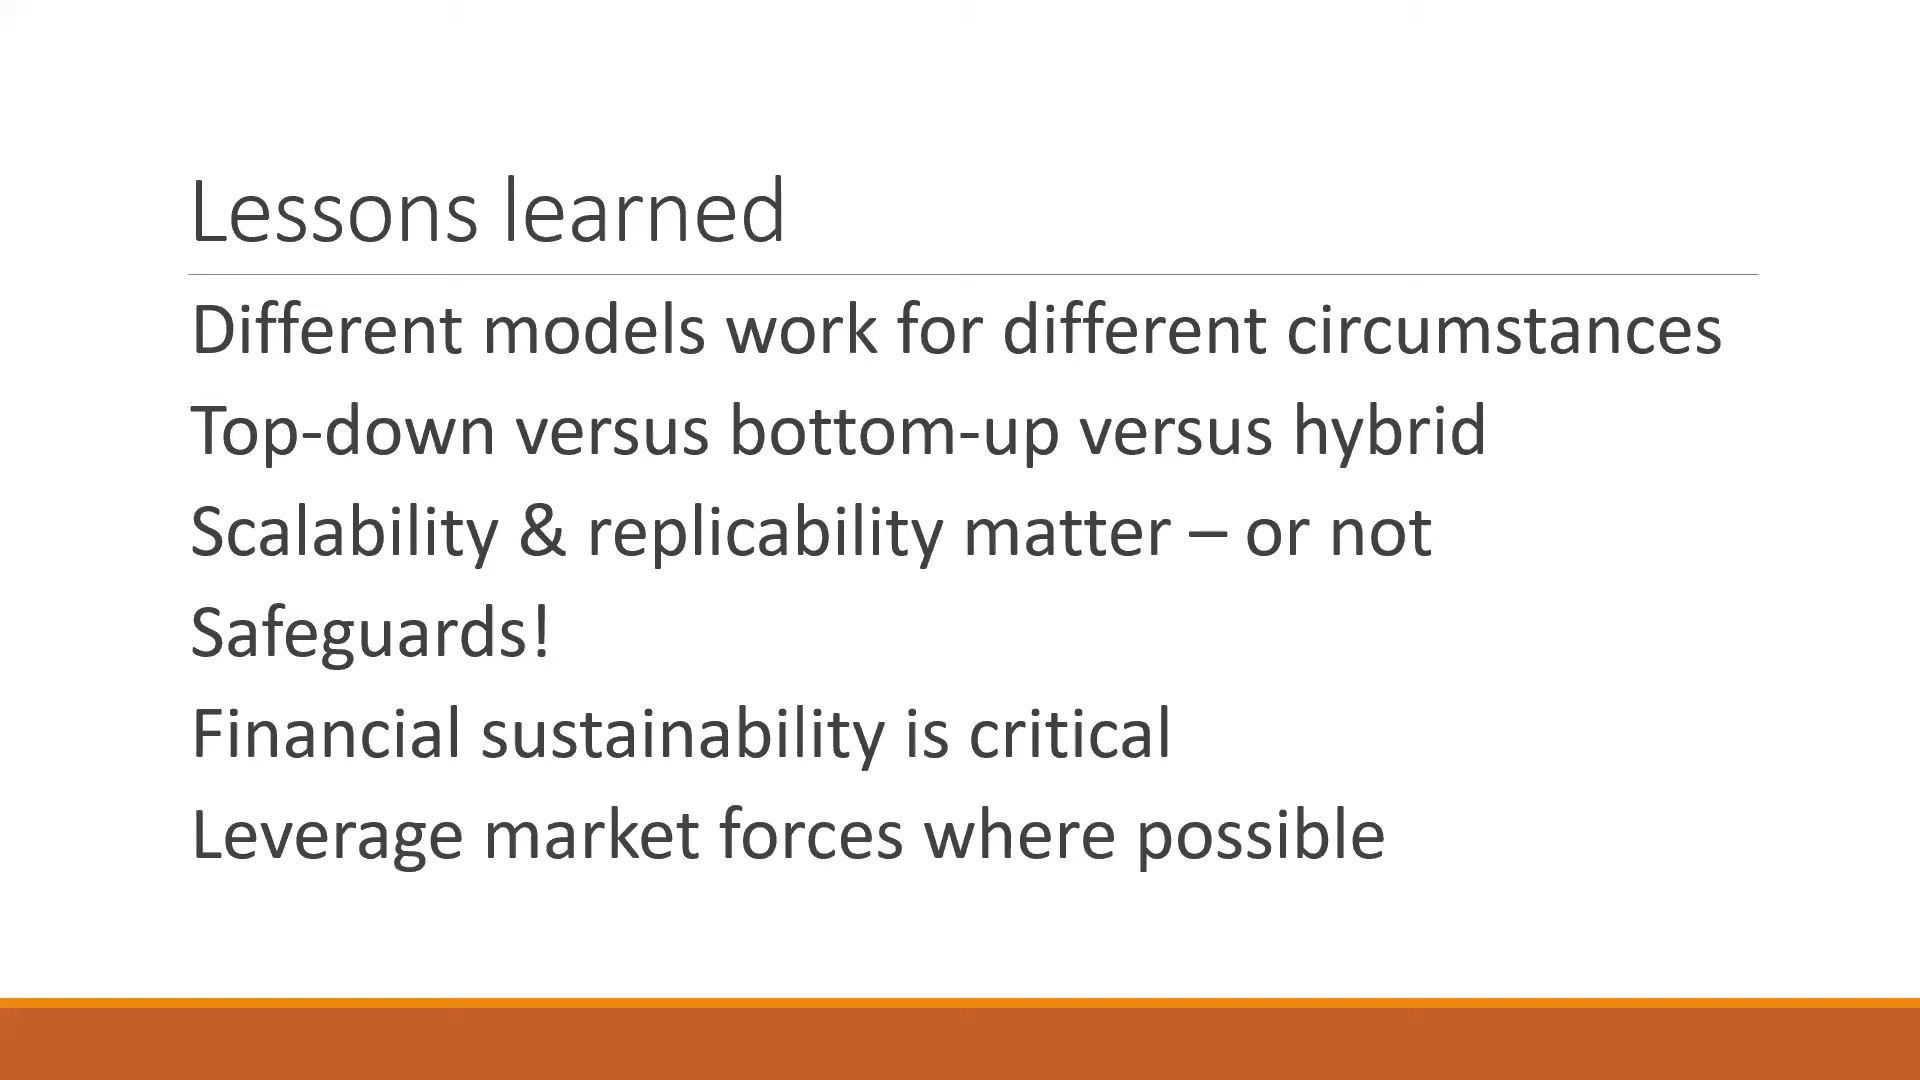 Lessons learned
Different models work for different circumstances
Top-down versus bottom-up versus hybrid
Scalability & replicability matter – or not
Safeguards!
Financial sustainability is critical
Leverage market forces where possible